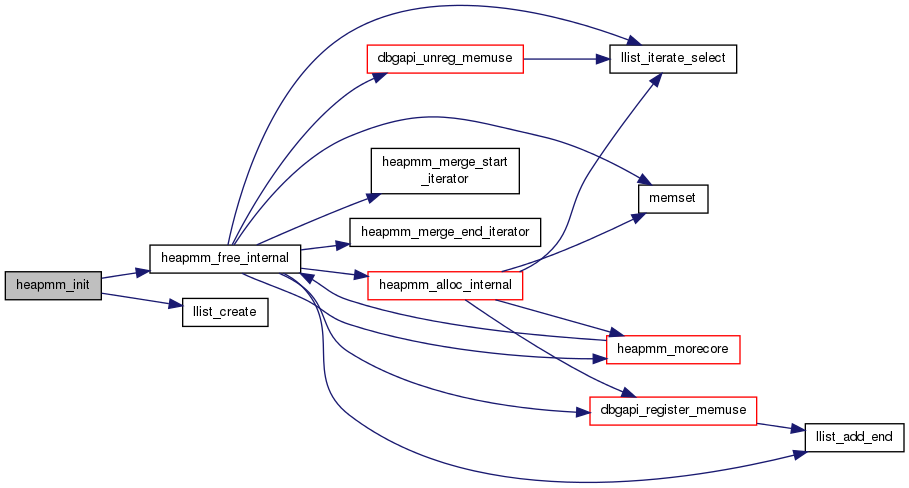 heapmm_init
heapmm_free_internal
llist_create
dbgapi_unreg_memuse
heapmm_merge_start
_iterator
heapmm_merge_end_iterator
heapmm_alloc_internal
llist_iterate_select
memset
heapmm_morecore
dbgapi_register_memuse
llist_add_end